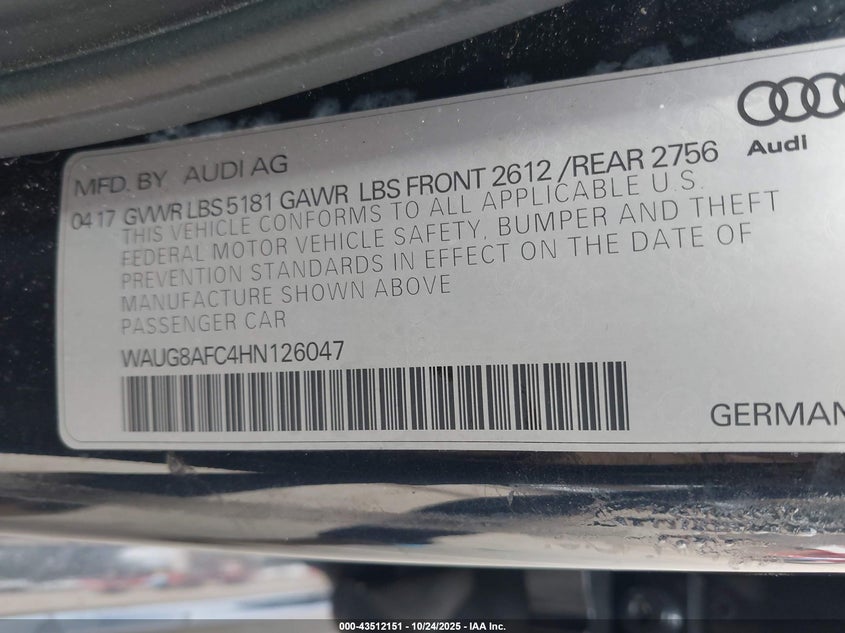 Audi
MFD. BY AUDI AG
04 17 GVWR LBS 5181 GAWR LBS FRONT 2612 /REAR 2756
THIS VEHICLE CONFORMS TO ALL APPLICABLE U.S.
FEDERAL MOTOR VEHICLE SAFETY, BUMPER AND THEFT
PREVENTION STANDARDS IN EFFECT ON THE DATE OF
MANUFACTURE SHOWN ABOVE
PASSENGER CAR
WAUG8AFC4HN126047
GERMAN
000-43512151 - 10/24/2025 - IAA Inc.